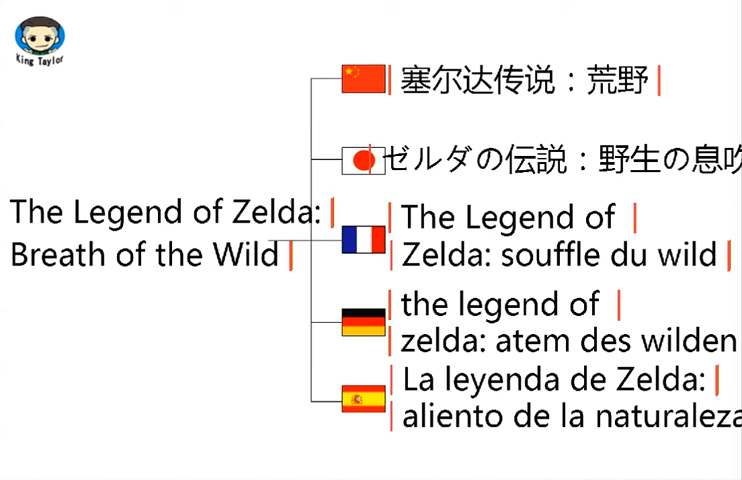 King Taylor
塞尔达传说：荒野
ゼルダの伝説：野生の息吹
The Legend of Zelda:
Breath of the Wild
The Legend of
Zelda: souffle du wild
the legend of
zelda: atem des wilden
La leyenda de Zelda:
aliento de la naturaleza